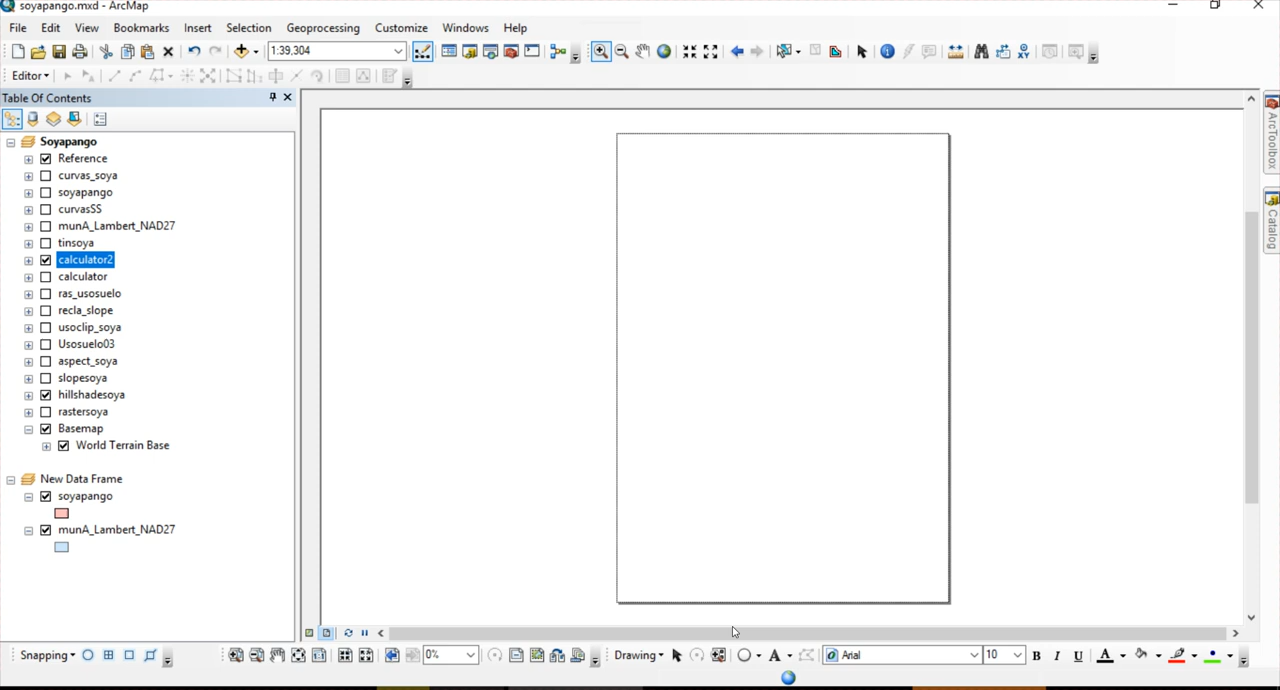 soyapango.mxd - ArcMap
File Edit View Bookmarks Insert Selection Geoprocessing Customize Windows Help
1:39,304
Editor
Table Of Contents
Soyapango
Reference
curvas_soya
soyapango
curvasSS
munA_Lambert_NAD27
tinsoya
calculator2
calculator
ras_usosuelo
recla_slope
usoclip_soya
Usosuelo03
aspect_soya
slopesoya
hillshadesoya
rastersoya
Basemap
World Terrain Base
New Data Frame
soyapango
munA_Lambert_NAD27
ArcToolbox
Catalog
Snapping 0% Drawing A Arial 10 B I U A